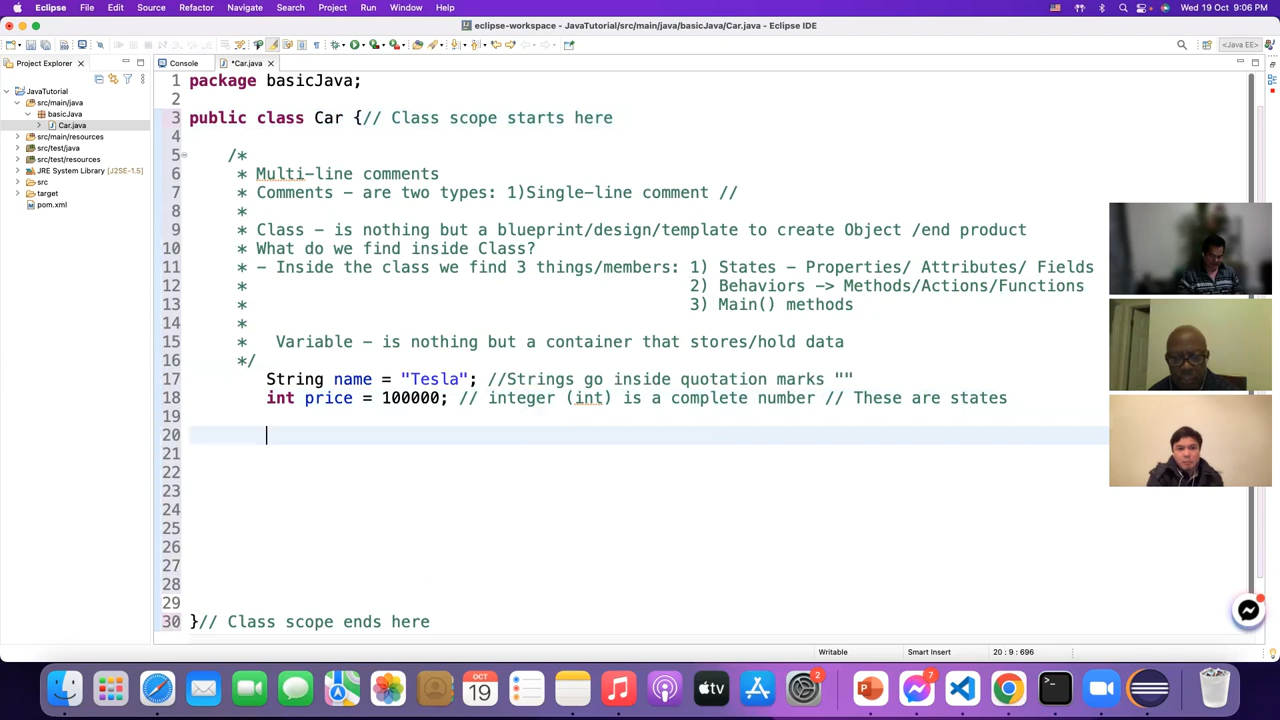 Eclipse File Edit Source Refactor Navigate Search Project Run Window Help Wed 19 Oct 9:06 PM
eclipse-workspace - JavaTutorial/src/main/java/basicJava/Car.java - Eclipse IDE
<Java EE>
Project Explorer
Console
*Car.java
JavaTutorial
src/main/java
basicJava
Car.java
src/main/resources
src/test/java
src/test/resources
JRE System Library [J2SE-1.5]
src
target
pom.xml
1 package basicJava;
2
3 public class Car {// Class scope starts here
4
5 /*
6 * Multi-line comments
7 * Comments - are two types: 1)Single-line comment //
8 *
9 * Class - is nothing but a blueprint/design/template to create Object /end product
10 * What do we find inside Class?
11 * - Inside the class we find 3 things/members: 1) States - Properties/ Attributes/ Fields
12 * 2) Behaviors -> Methods/Actions/Functions
13 * 3) Main() methods
14 *
15 * Variable - is nothing but a container that stores/hold data
16 */
17 String name = "Tesla"; //Strings go inside quotation marks ""
18 int price = 100000; // integer (int) is a complete number // These are states
19
20
21
22
23
24
25
26
27
28
29
30 }// Class scope ends here
Writable Smart Insert 20 : 9 : 696
OCT
19
tv
2
7
>_